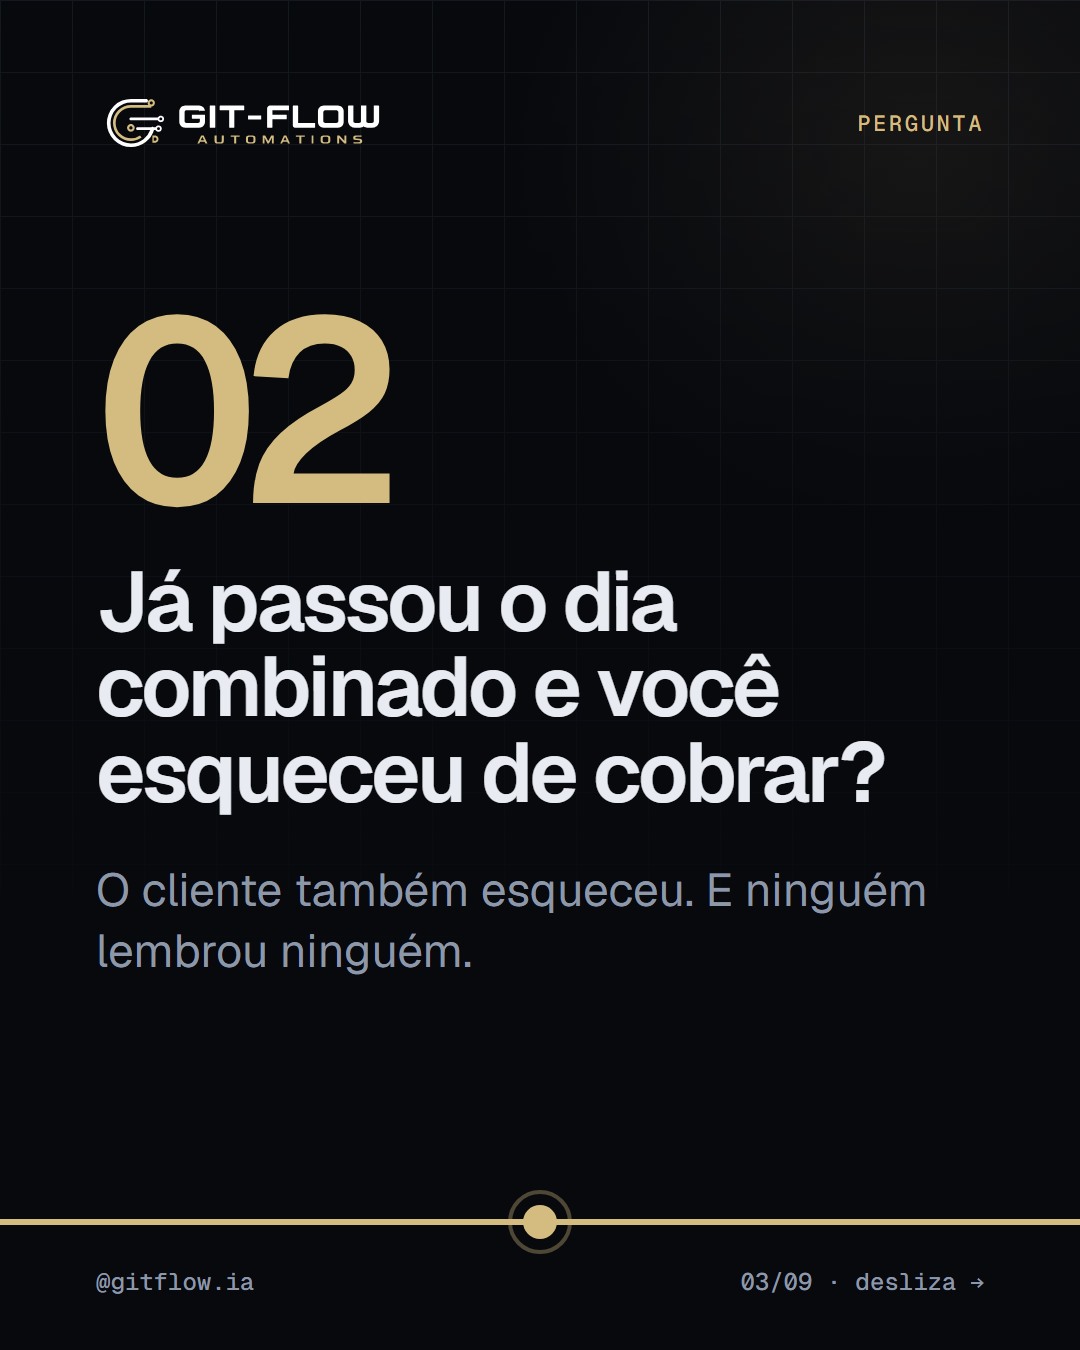 GIT-FLOW
AUTOMATIONS
PERGUNTA
02
Já passou o dia
combinado e você
esqueceu de cobrar?
O cliente também esqueceu. E ninguém
lembrou ninguém.
@gitflow.ia
03/09 · desliza →